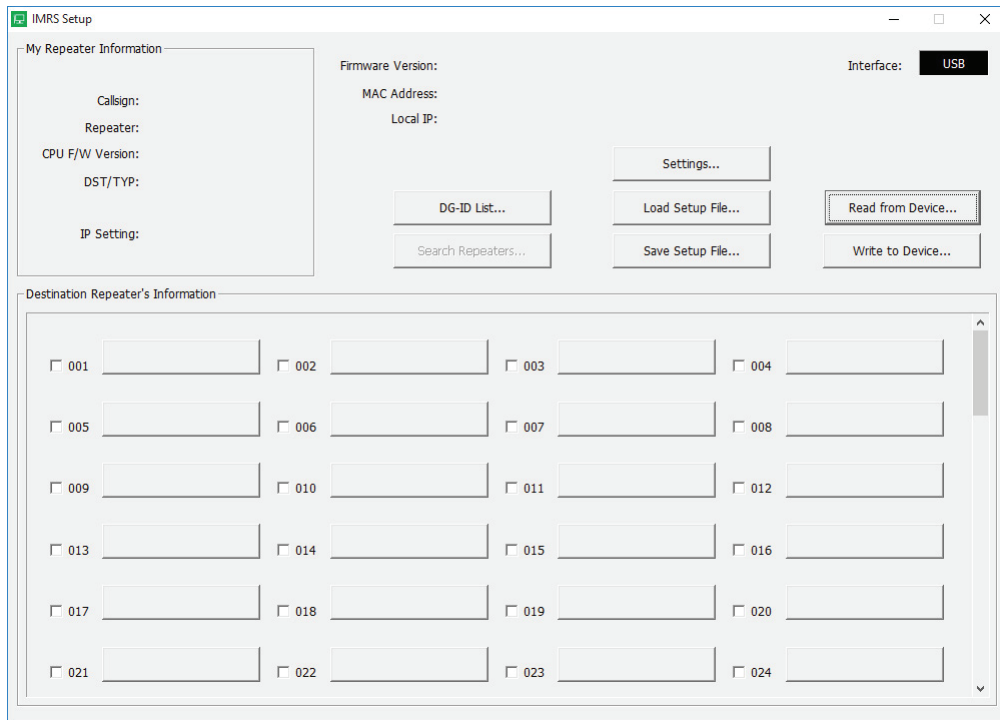 IMRS Setup
My Repeater Information
Callsign:
Repeater:
CPU F/W Version:
DST/TYP:
IP Setting:
Firmware Version:
MAC Address:
Local IP:
Interface:
USB
Settings...
DG-ID List...
Load Setup File...
Read from Device...
Search Repeaters...
Save Setup File...
Write to Device...
Destination Repeater's Information
001 002 003 004
005 006 007 008
009 010 011 012
013 014 015 016
017 018 019 020
021 022 023 024